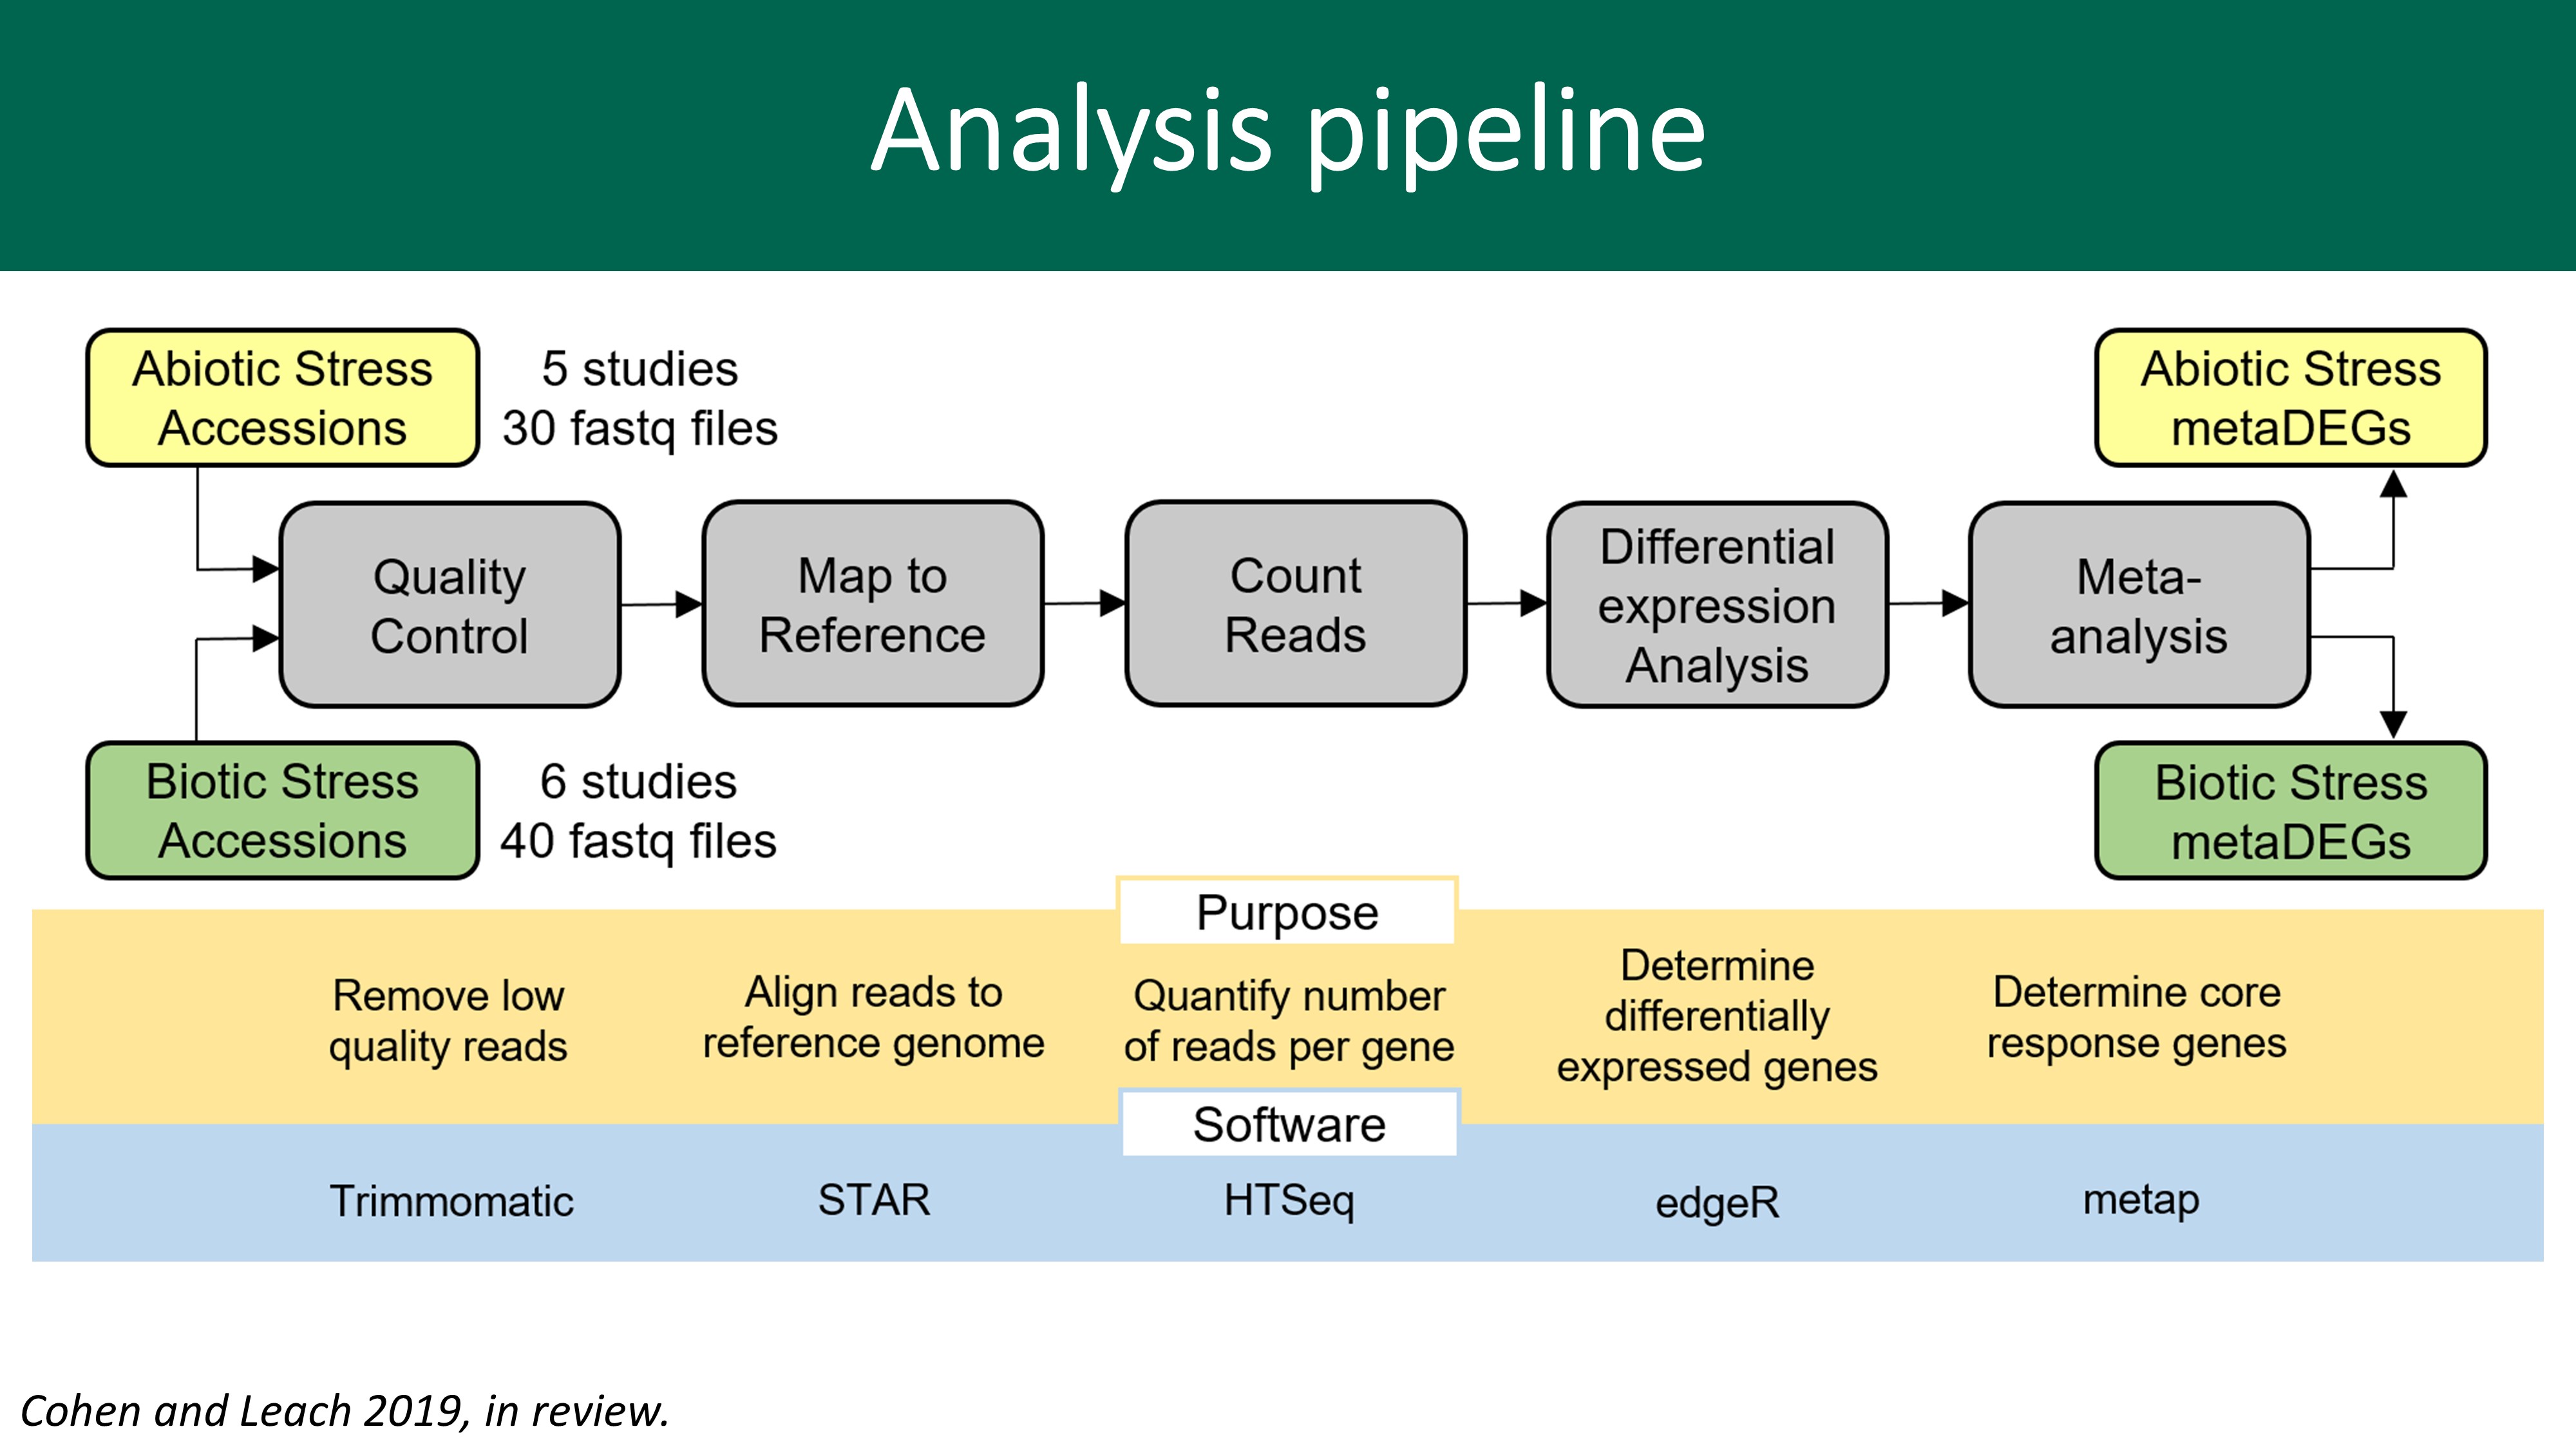 Analysis pipeline
Abiotic Stress
Accessions
5 studies
30 fastq files
Abiotic Stress
metaDEGs
Quality
Control
Map to
Reference
Count
Reads
Differential
expression
Analysis
Meta-
analysis
Biotic Stress
Accessions
6 studies
40 fastq files
Biotic Stress
metaDEGs
Purpose
Remove low
quality reads
Align reads to
reference genome
Quantify number
of reads per gene
Determine
differentially
expressed genes
Determine core
response genes
Software
Trimmomatic
STAR
HTSeq
edgeR
metap
Cohen and Leach 2019, in review.